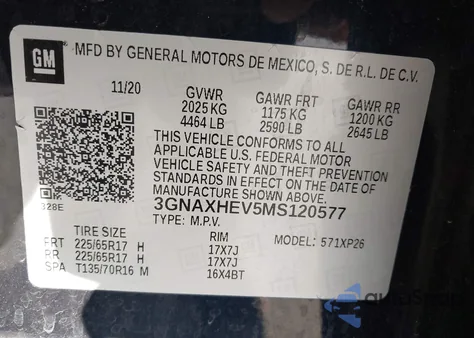 GM
MFD BY GENERAL MOTORS DE MEXICO, S. DE R.L. DE C.V.
11/20 GVWR GAWR FRT GAWR RR
2025 KG 1175 KG 1200 KG
4464 LB 2590 LB 2645 LB
THIS VEHICLE CONFORMS TO ALL
APPLICABLE U.S. FEDERAL MOTOR
VEHICLE SAFETY AND THEFT PREVENTION
STANDARDS IN EFFECT ON THE DATE OF
MANUFACTURE SHOWN ABOVE.
328E
3GNAXHEV5MS120577
TYPE: M.P.V. MODEL: 571XP26
TIRE SIZE RIM
FRT 225/65R17 H 17X7J
RR 225/65R17 H 17X7J
SPA T135/70R16 M 16X4BT